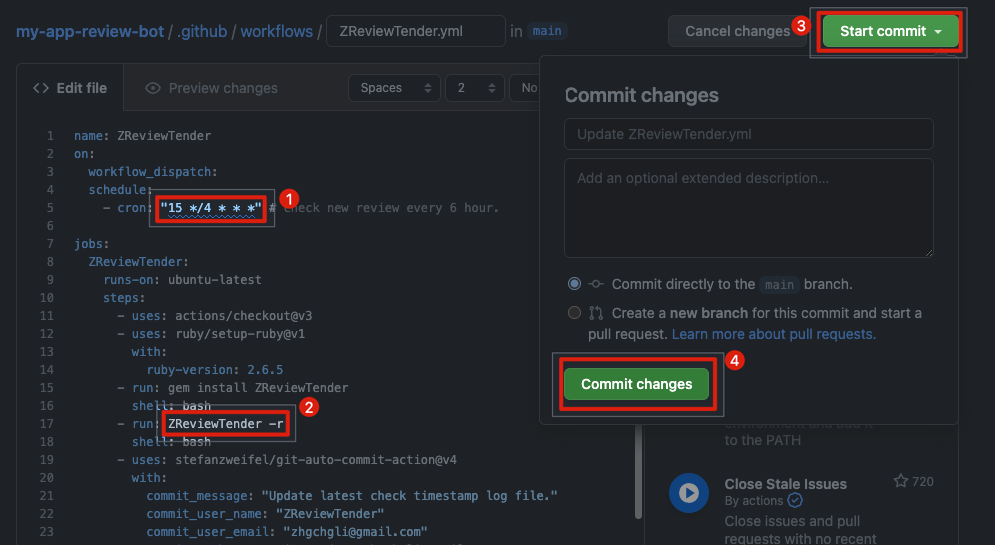 my-app-review-bot / .github / workflows / ZReviewTender.yml in main
Cancel changes
3
Start commit
Edit file
Preview changes
Spaces
2
No
1 name: ZReviewTender
2 on:
3 workflow_dispatch:
4 schedule:
5 - cron: "15 */4 * * *" # check new review every 6 hour.
1
6
7 jobs:
8 ZReviewTender:
9 runs-on: ubuntu-latest
10 steps:
11 - uses: actions/checkout@v3
12 - uses: ruby/setup-ruby@v1
13 with:
14 ruby-version: 2.6.5
15 - run: gem install ZReviewTender
16 shell: bash
17 - run: ZReviewTender -r
2
18 shell: bash
19 - uses: stefanzweifel/git-auto-commit-action@v4
20 with:
21 commit_message: "Update latest check timestamp log file."
22 commit_user_name: "ZReviewTender"
23 commit_user_email: "zhgchgli@gmail.com"
Commit changes
Update ZReviewTender.yml
Add an optional extended description...
Commit directly to the main branch.
Create a new branch for this commit and start a
pull request. Learn more about pull requests.
Commit changes
4
environment and add it
to the PATH
Close Stale Issues
720
By actions
Close issues and pull
requests with no recent